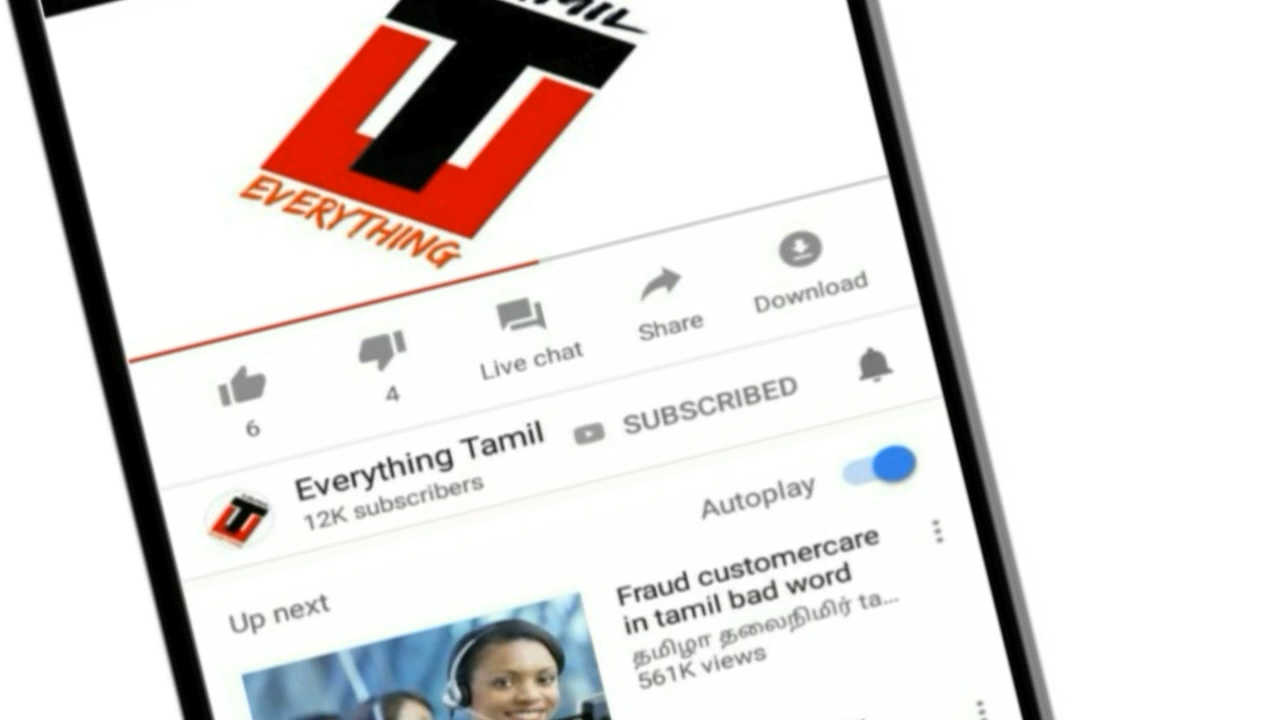 EVERYTHING
6
4
Live chat
Share
Download
Everything Tamil
12K subscribers
SUBSCRIBED
Autoplay
Up next
Fraud customercare
in tamil bad word
தமிழா தலைநிமிர் ta...
561K views